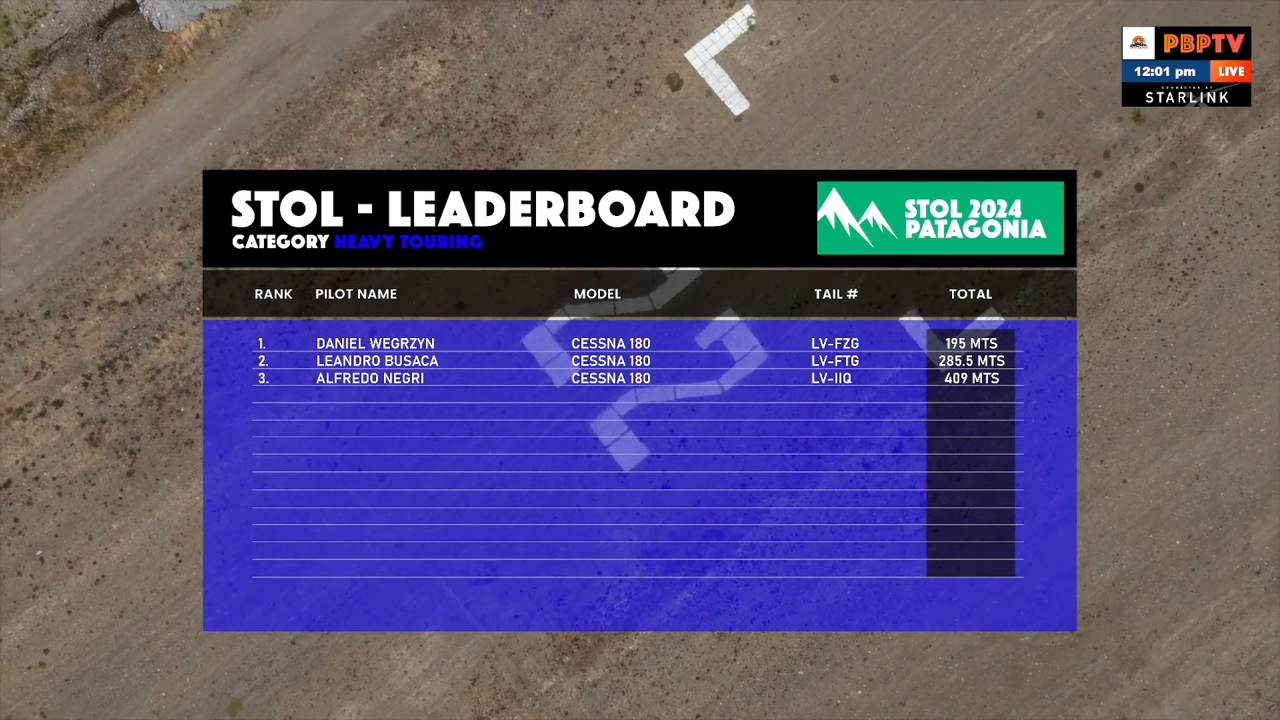 PBPTV
12:01 pm LIVE
STARLINK
STOL - LEADERBOARD
CATEGORY HEAVY TOURING
STOL 2024
PATAGONIA
RANK PILOT NAME MODEL TAIL # TOTAL
1. DANIEL WEGRZYN CESSNA 180 LV-FZG 195 MTS
2. LEANDRO BUSACA CESSNA 180 LV-FTG 285.5 MTS
3. ALFREDO NEGRI CESSNA 180 LV-IIQ 409 MTS